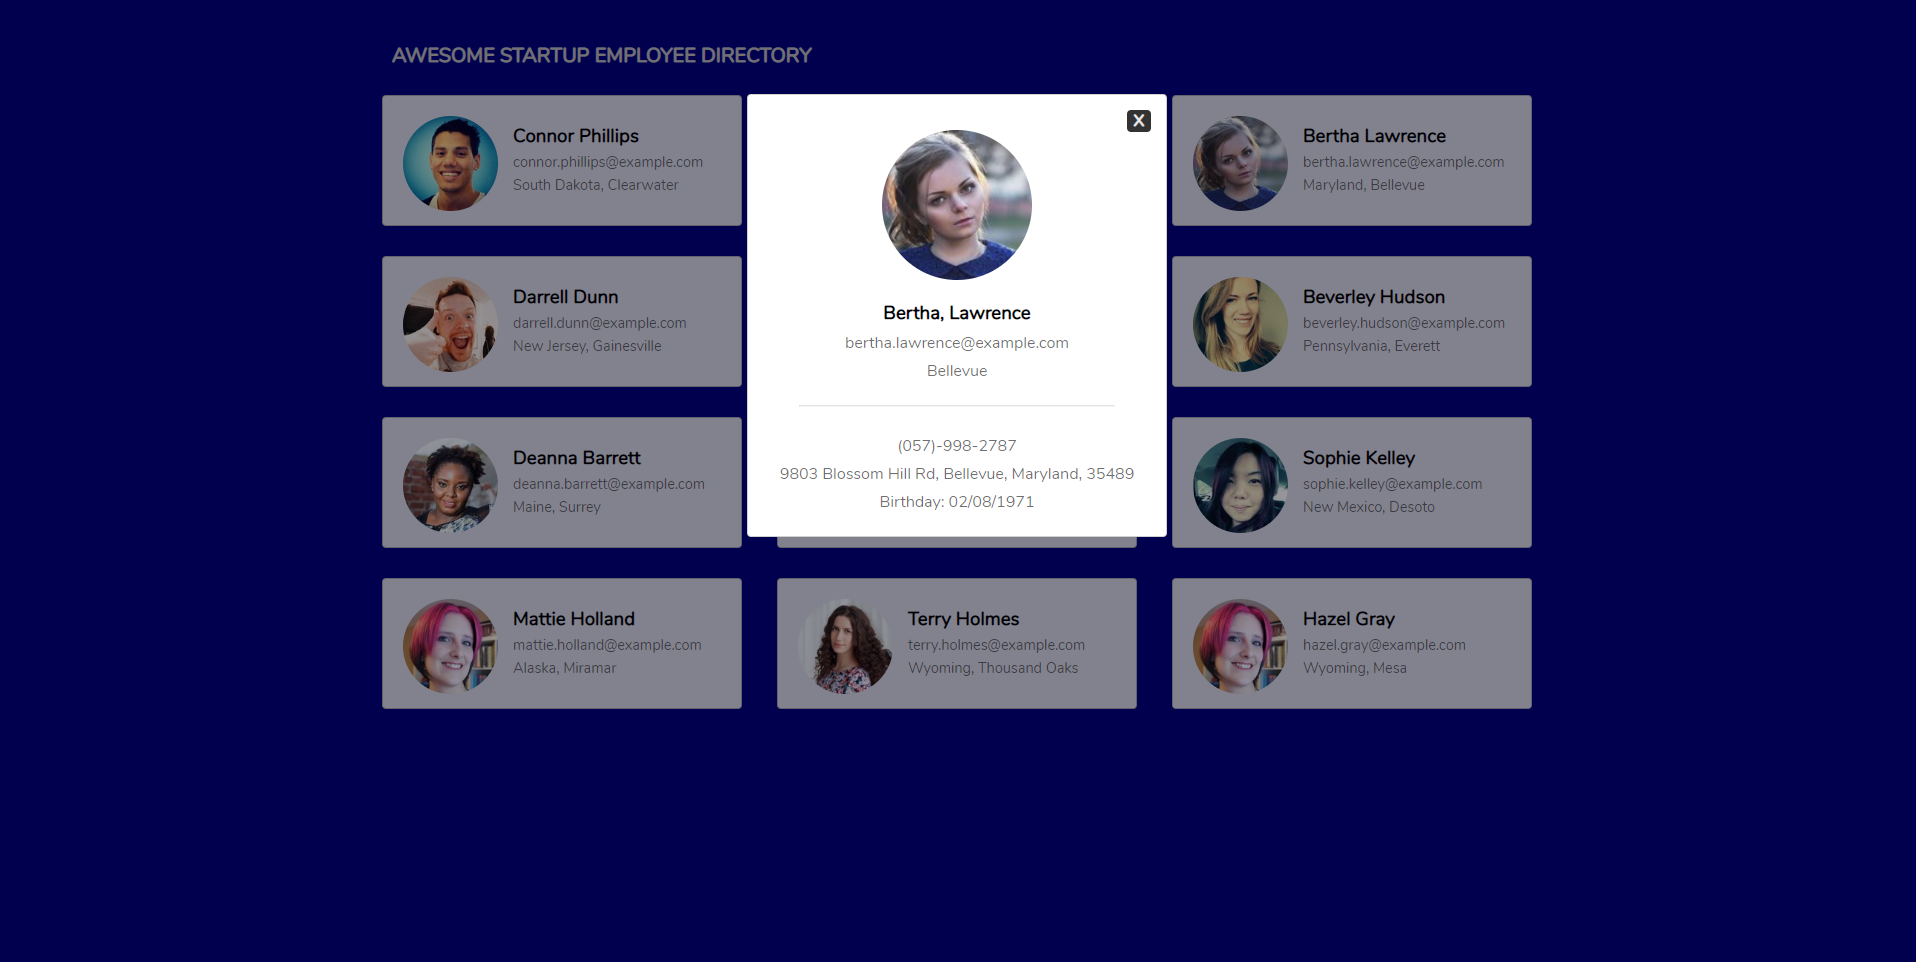 AWESOME STARTUP EMPLOYEE DIRECTORY
Connor Phillips
connor.phillips@example.com
South Dakota, Clearwater
X
Bertha, Lawrence
bertha.lawrence@example.com
Bellevue
(057)-998-2787
9803 Blossom Hill Rd, Bellevue, Maryland, 35489
Birthday: 02/08/1971
Bertha Lawrence
bertha.lawrence@example.com
Maryland, Bellevue
Darrell Dunn
darrell.dunn@example.com
New Jersey, Gainesville
Beverley Hudson
beverley.hudson@example.com
Pennsylvania, Everett
Deanna Barrett
deanna.barrett@example.com
Maine, Surrey
Sophie Kelley
sophie.kelley@example.com
New Mexico, Desoto
Mattie Holland
mattie.holland@example.com
Alaska, Miramar
Terry Holmes
terry.holmes@example.com
Wyoming, Thousand Oaks
Hazel Gray
hazel.gray@example.com
Wyoming, Mesa